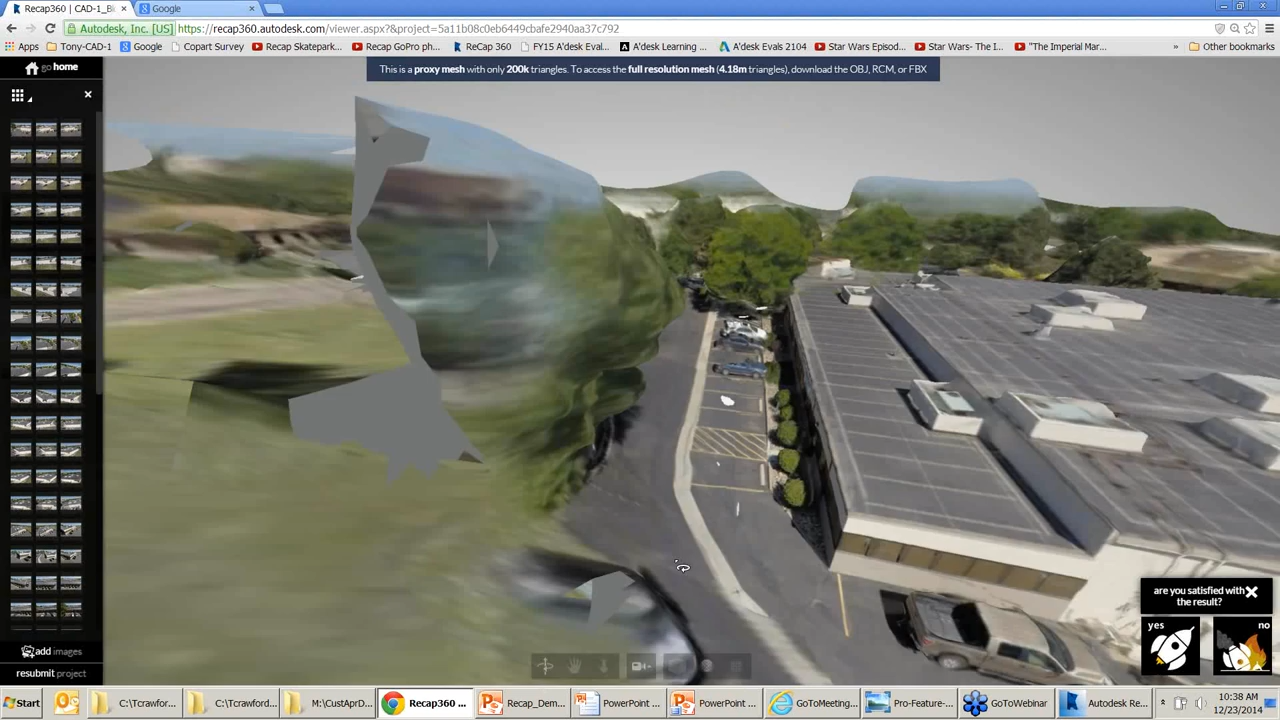 Recap360 | CAD-1_Bl
Google
Autodesk, Inc. [US]
https://recap360.autodesk.com/viewer.aspx?&project=5a11b08c0eb6449cbafe2940aa37c792
Apps
Tony-CAD-1
Google
Copart Survey
Recap Skatepark...
Recap GoPro ph...
ReCap 360
FY15 A'desk Eval...
A'desk Learning ...
A'desk Evals 2104
Star Wars Episod...
Star Wars- The I...
"The Imperial Mar...
»
Other bookmarks
go home
This is a proxy mesh with only 200k triangles. To access the full resolution mesh (4.18m triangles), download the OBJ, RCM, or FBX
are you satisfied with
the result?
yes
no
add images
resubmit project
Start
C:\Tcrawfor...
C:\Tcrawford...
M:\CustAprD...
Recap360 ...
Recap_Dem...
PowerPoint ...
PowerPoint ...
GoToMeeting...
Pro-Feature-...
GoToWebinar
Autodesk Re...
10:38 AM
12/23/2014